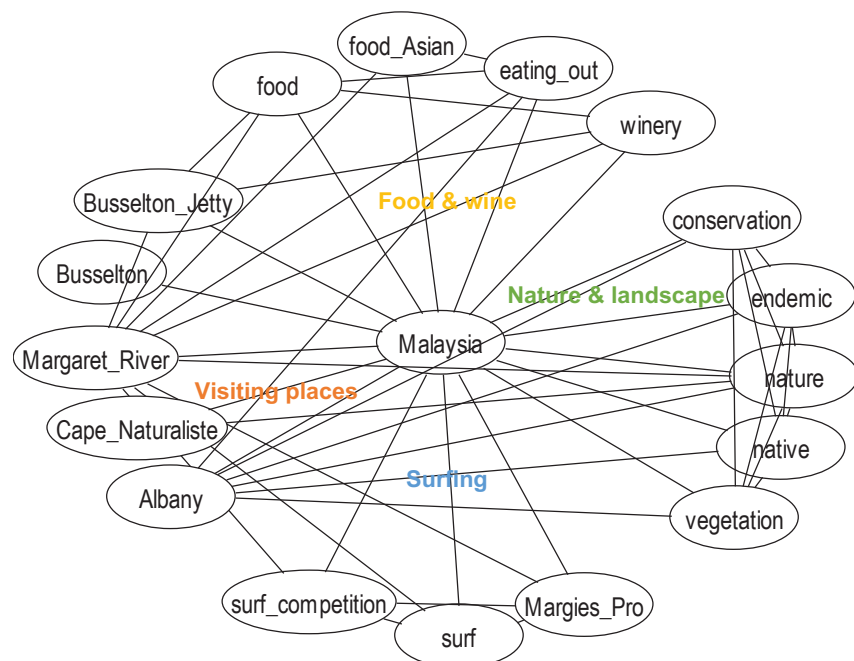 food_Asian
eating_out
food
winery
Busselton_Jetty
Food & wine
conservation
Busselton
Nature & landscape
endemic
Malaysia
Margaret_River
nature
Visiting places
Cape_Naturaliste
native
Surfing
Albany
vegetation
surf_competition
Margies_Pro
surf